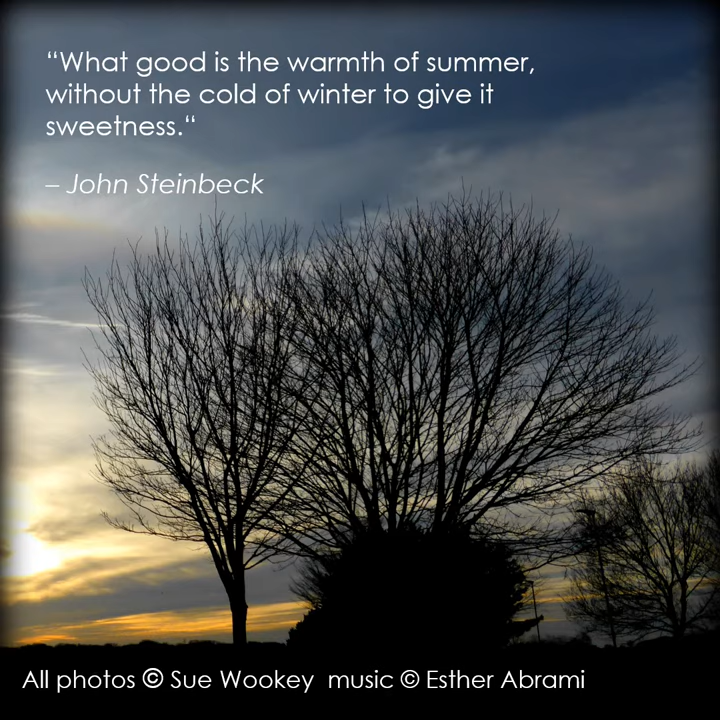 “What good is the warmth of summer,
without the cold of winter to give it
sweetness.“
– John Steinbeck
All photos © Sue Wookey  music © Esther Abrami